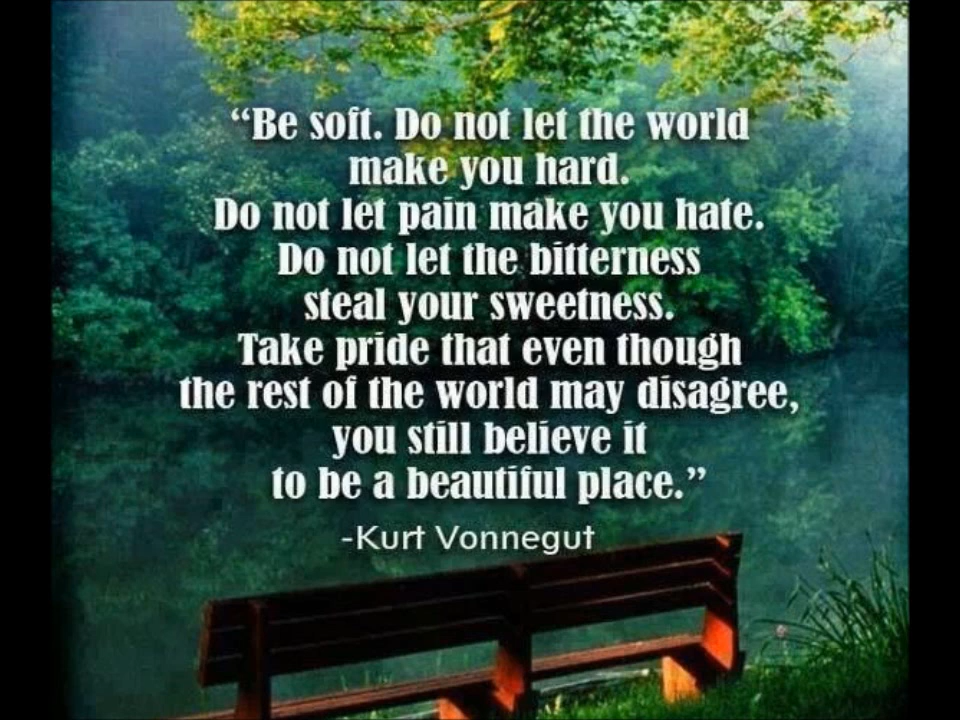 “Be soft. Do not let the world
make you hard.
Do not let pain make you hate.
Do not let the bitterness
steal your sweetness.
Take pride that even though
the rest of the world may disagree,
you still believe it
to be a beautiful place.”
-Kurt Vonnegut